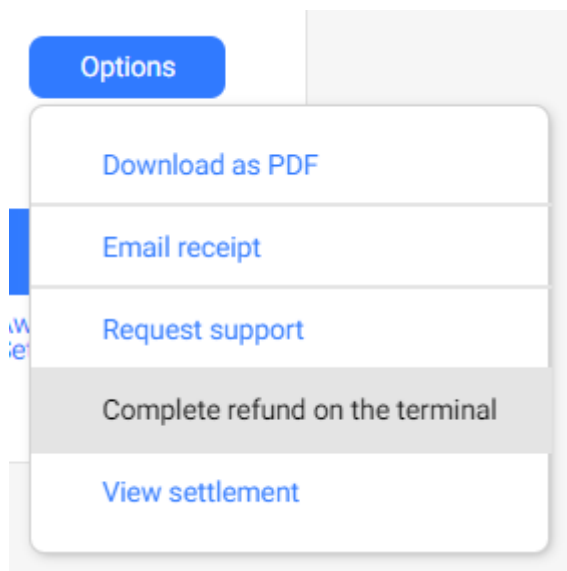 Options
Download as PDF
Email receipt
Request support
Complete refund on the terminal
View settlement